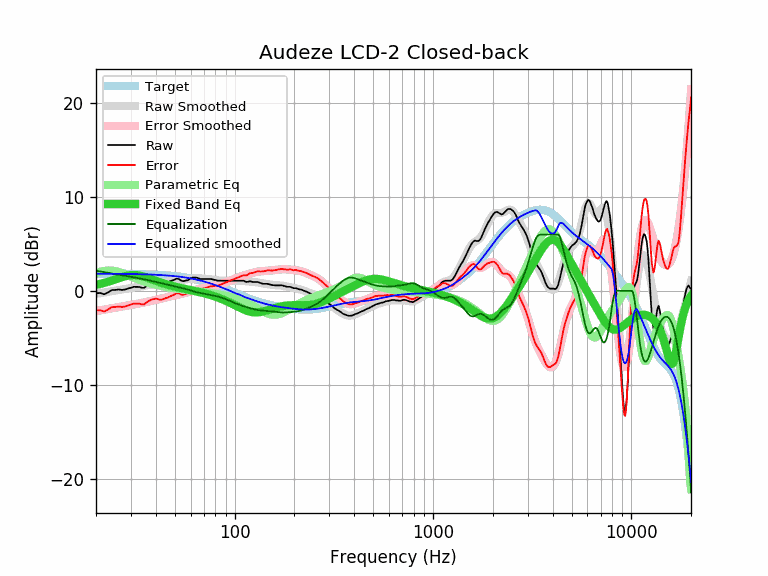 Audeze LCD-2 Closed-back
Target
Raw Smoothed
Error Smoothed
Raw
Error
Parametric Eq
Fixed Band Eq
Equalization
Equalized smoothed
20
10
0
−10
−20
Amplitude (dBr)
100
1000
10000
Frequency (Hz)